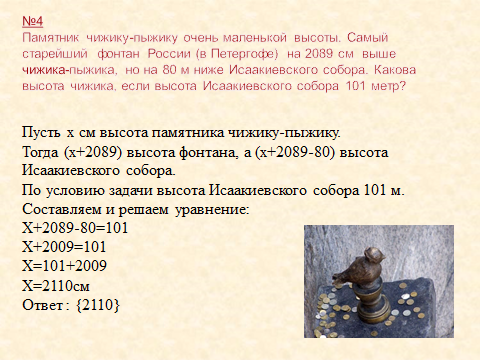 №4
Памятник чижику-пыжику очень маленькой высоты. Самый
старейший фонтан России (в Петергофе) на 2089 см выше
чижика-пыжика, но на 80 м ниже Исаакиевского собора. Какова
высота чижика, если высота Исаакиевского собора 101 метр?
Пусть х см высота памятника чижику-пыжику.
Тогда (х+2089) высота фонтана, а (х+2089-80) высота
Исаакиевского собора.
По условию задачи высота Исаакиевского собора 101 м.
Составляем и решаем уравнение:
Х+2089-80=101
Х+2009=101
Х=101+2009
Х=2110см
Ответ : {2110}